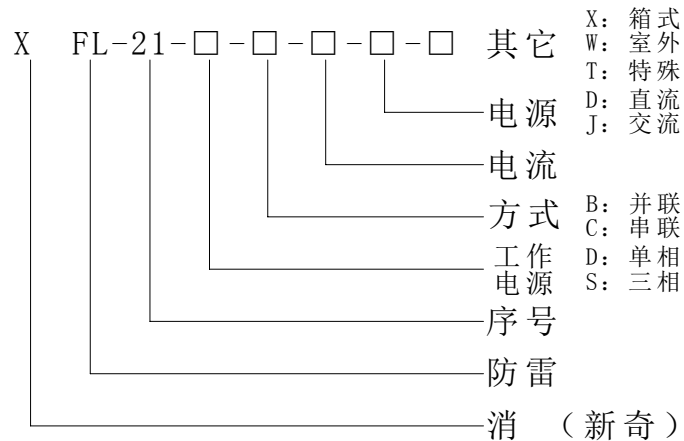 X FL-21-□-□-□-□-□ 其它
X: 箱式
W: 室外
T: 特殊
电源
D: 直流
J: 交流
电流
方式
B: 并联
C: 串联
工作电源
D: 单相
S: 三相
序号
防雷
消 (新奇)